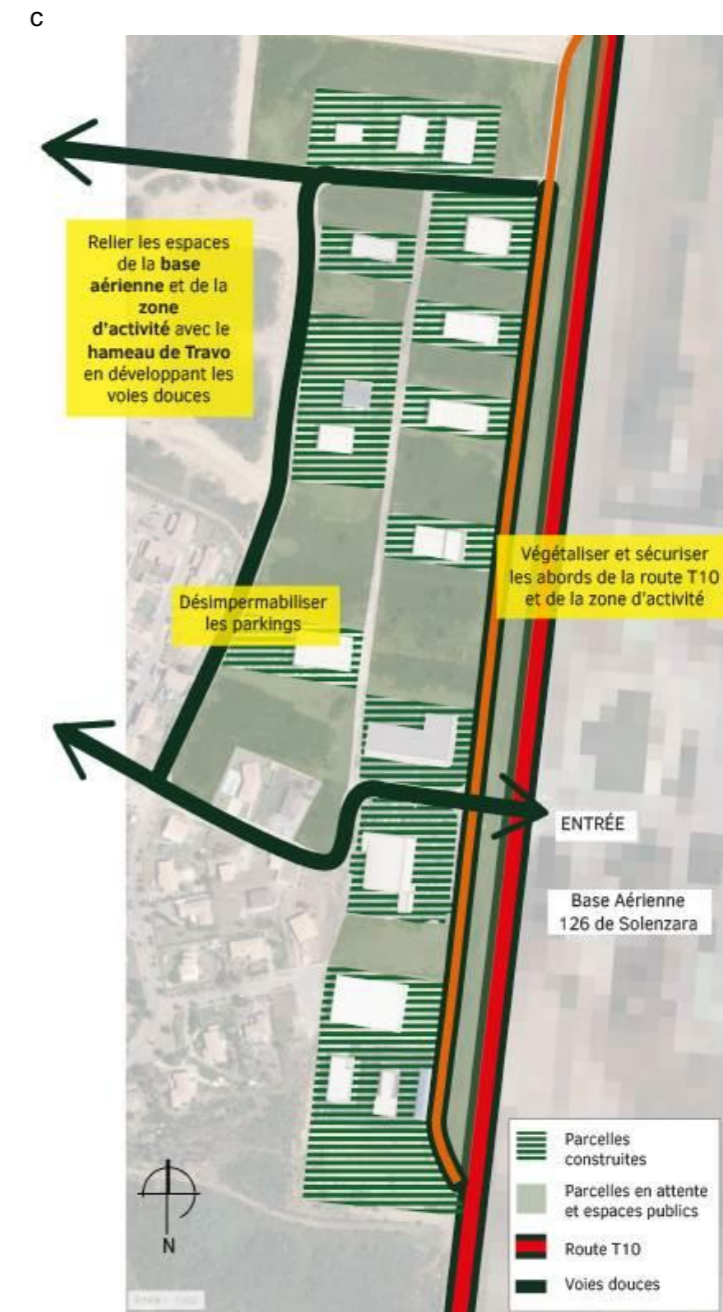 c
Relier les espaces
de la base
aérienne et de la
zone
d'activité avec le
hameau de Travo
en développant les
voies douces
Végétaliser et sécuriser
les abords de la route T10
et de la zone d'activité
Désimpermabiliser
les parkings
ENTRÉE
Base Aérienne
126 de Solenzara
N
Parcelles
construites
Parcelles en attente
et espaces publics
Route T10
Voies douces